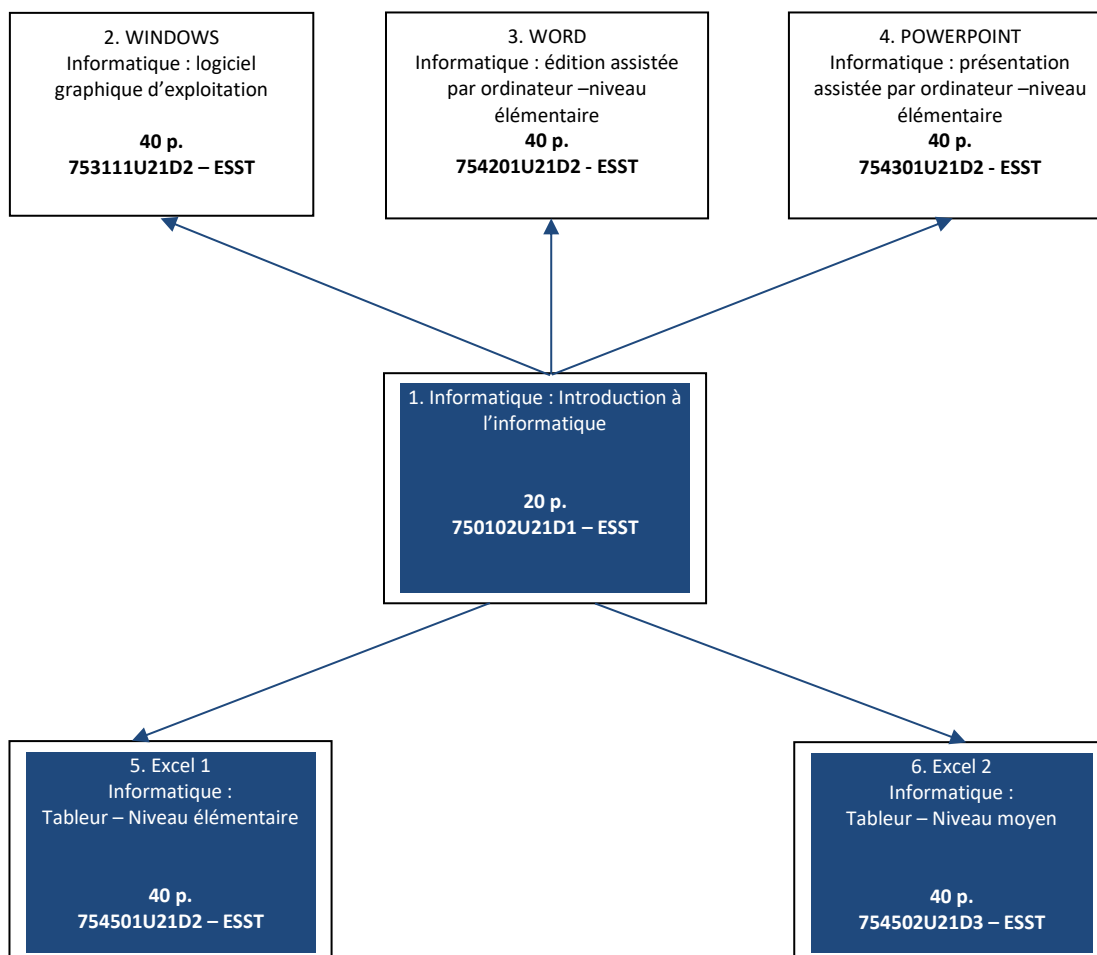 2. WINDOWS
Informatique : logiciel
graphique d’exploitation
40 p.
753111U21D2 – ESST
3. WORD
Informatique : édition assistée
par ordinateur –niveau
élémentaire
40 p.
754201U21D2 - ESST
4. POWERPOINT
Informatique : présentation
assistée par ordinateur –niveau
élémentaire
40 p.
754301U21D2 - ESST
1. Informatique : Introduction à
l’informatique
20 p.
750102U21D1 – ESST
5. Excel 1
Informatique :
Tableur – Niveau élémentaire
40 p.
754501U21D2 – ESST
6. Excel 2
Informatique :
Tableur – Niveau moyen
40 p.
754502U21D3 – ESST